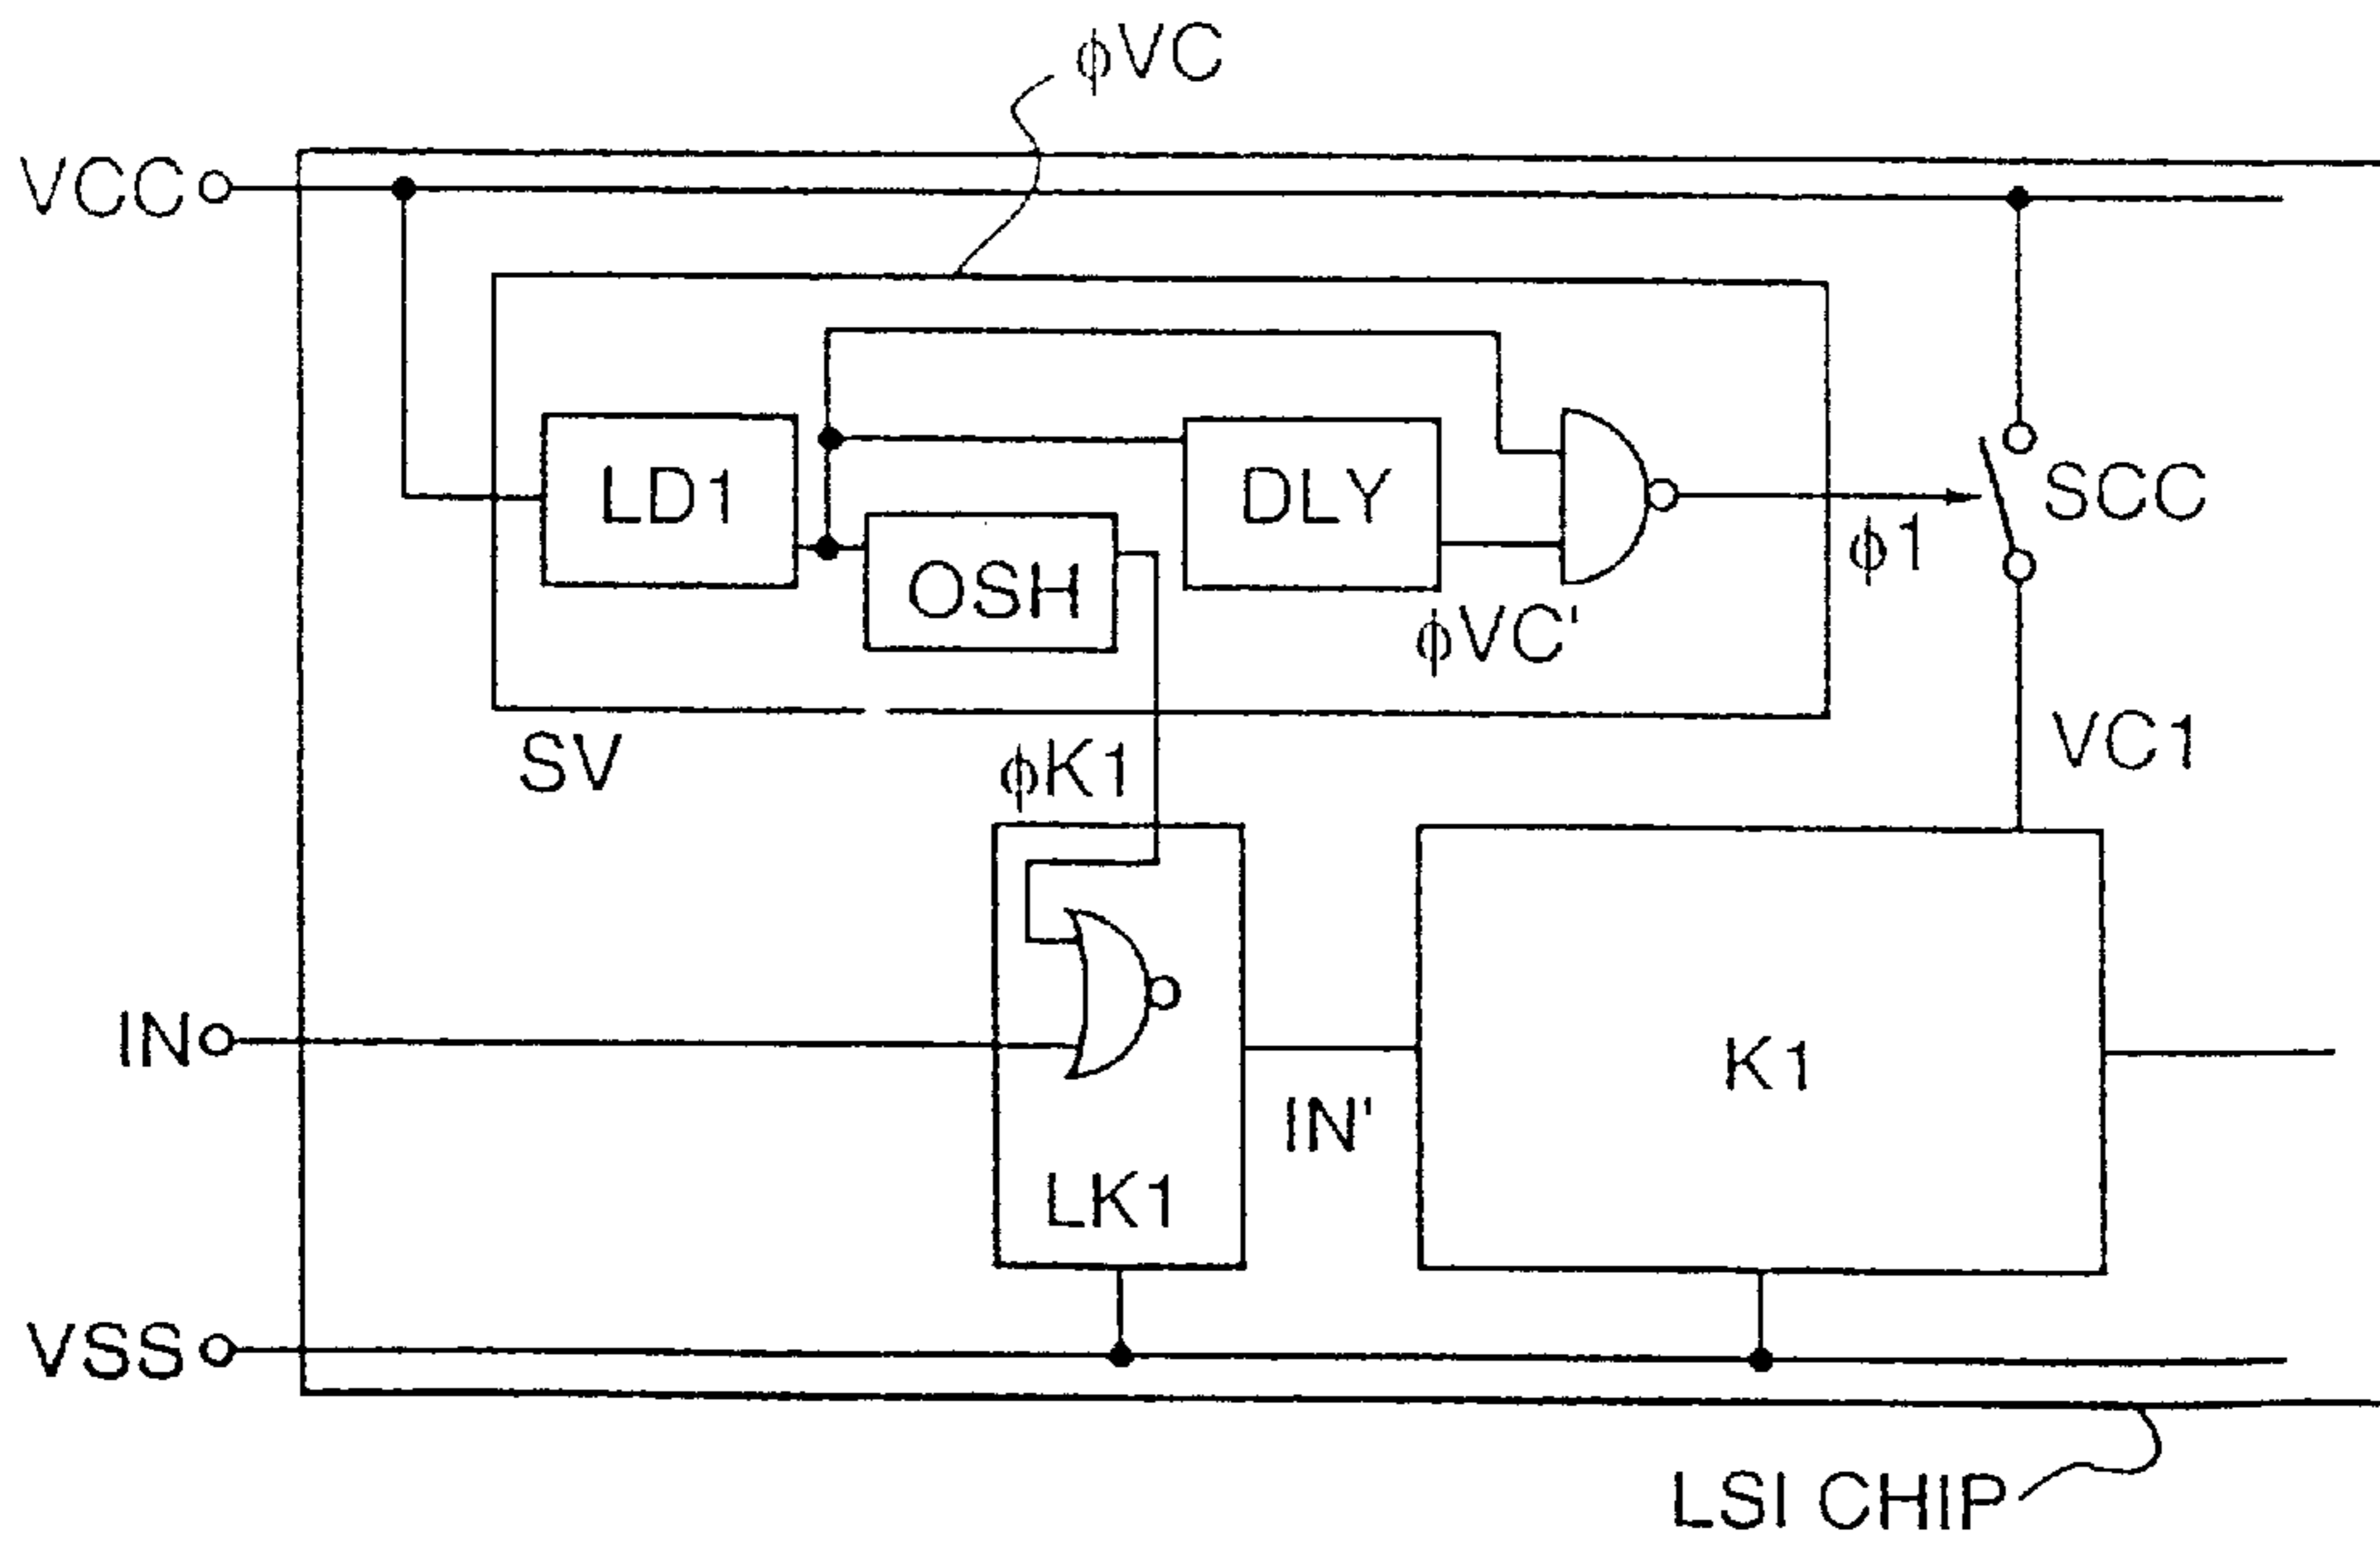 ϕVC
VCC
LD1
OSH
DLY
SCC
ϕ1
ϕVC'
SV
ϕK1
VC1
IN
IN'
K1
LK1
VSS
LSI CHIP